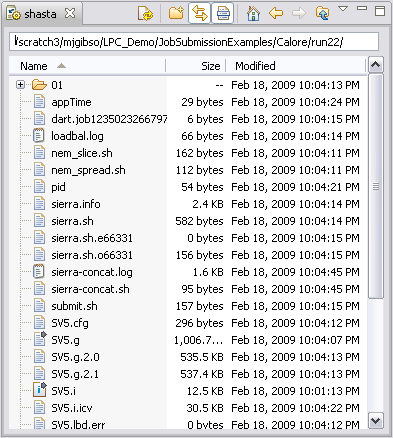 shasta
/scratch3/mjgibso/LPC_Demo/JobSubmissionExamples/Calore/run22/
Name Size Modified
01 -- Feb 18, 2009 10:04:13 PM
appTime 29 bytes Feb 18, 2009 10:04:24 PM
dart.job1235023266797 6 bytes Feb 18, 2009 10:04:15 PM
loadbal.log 66 bytes Feb 18, 2009 10:04:14 PM
nem_slice.sh 162 bytes Feb 18, 2009 10:04:11 PM
nem_spread.sh 112 bytes Feb 18, 2009 10:04:11 PM
pid 54 bytes Feb 18, 2009 10:04:21 PM
sierra.info 2.4 KB Feb 18, 2009 10:04:14 PM
sierra.sh 582 bytes Feb 18, 2009 10:04:14 PM
sierra.sh.e66331 0 bytes Feb 18, 2009 10:04:15 PM
sierra.sh.o66331 156 bytes Feb 18, 2009 10:04:15 PM
sierra-concat.log 1.6 KB Feb 18, 2009 10:04:45 PM
sierra-concat.sh 95 bytes Feb 18, 2009 10:04:45 PM
submit.sh 157 bytes Feb 18, 2009 10:04:15 PM
SV5.cfg 296 bytes Feb 18, 2009 10:04:12 PM
SV5.g 1,006.7... Feb 18, 2009 10:04:07 PM
SV5.g.2.0 535.5 KB Feb 18, 2009 10:04:13 PM
SV5.g.2.1 537.4 KB Feb 18, 2009 10:04:13 PM
SV5.i 12.5 KB Feb 18, 2009 10:01:13 PM
SV5.i.icv 30.5 KB Feb 18, 2009 10:04:22 PM
SV5.lbd.err 0 bytes Feb 18, 2009 10:04:12 PM